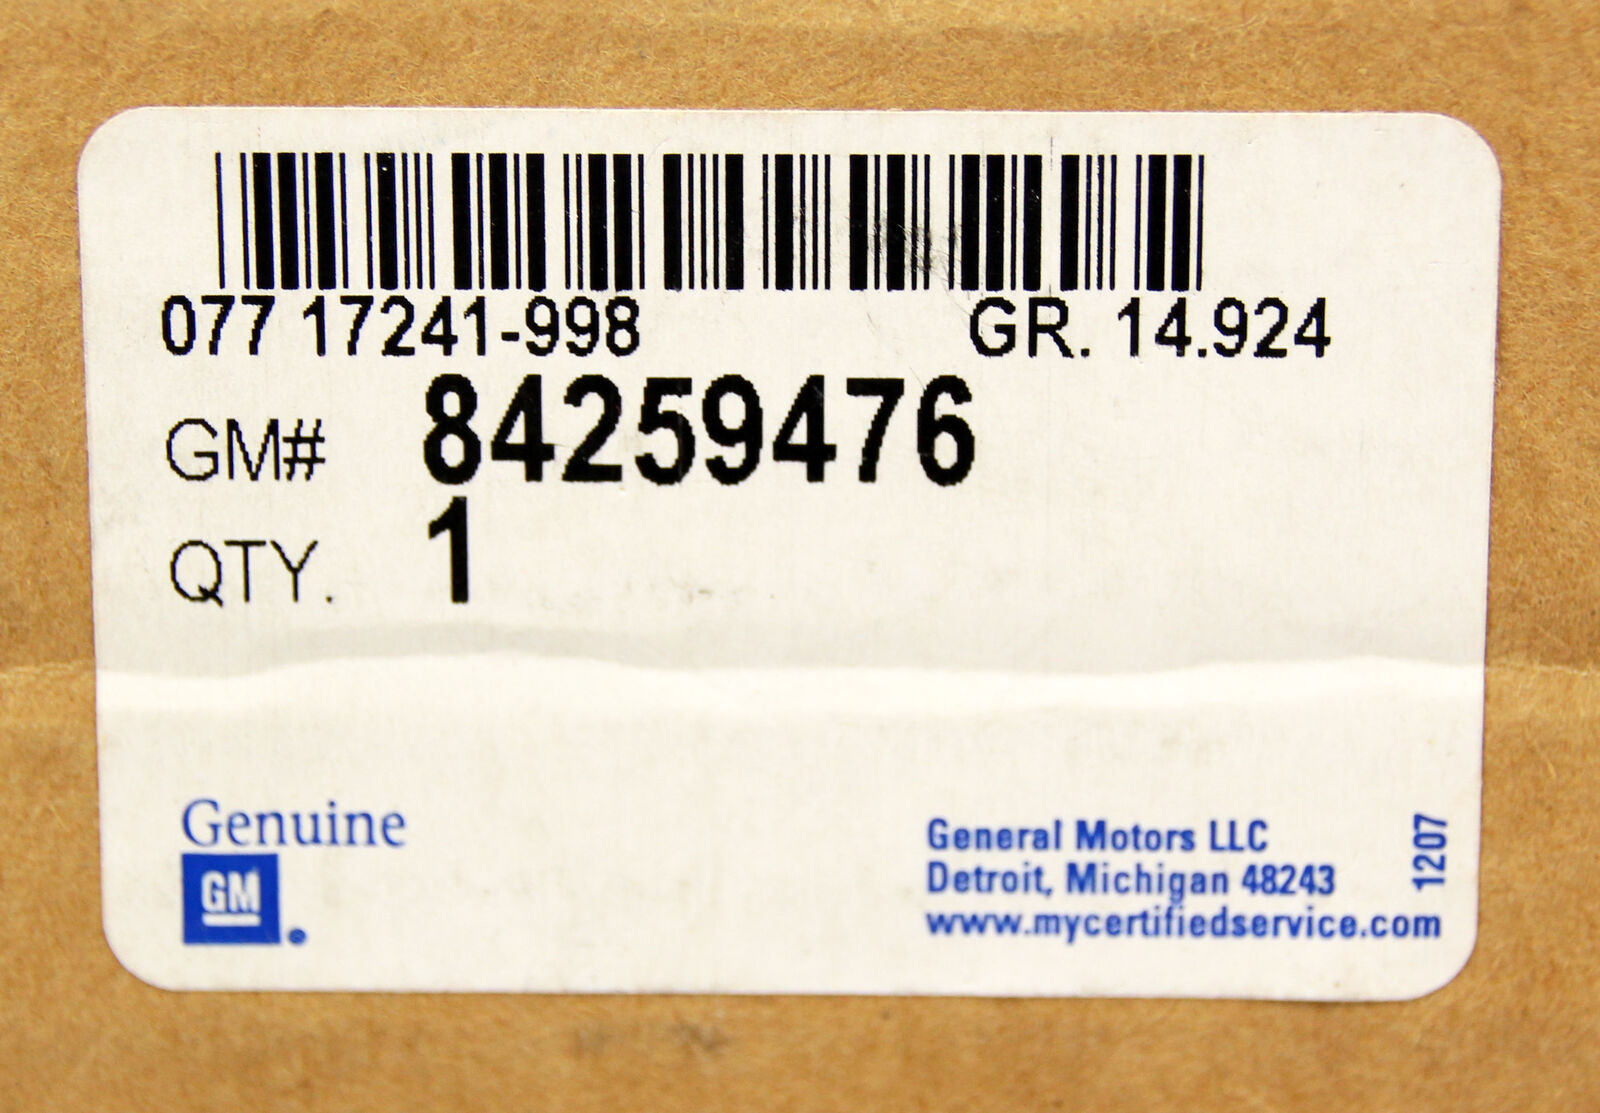 077 17241-998 GR. 14.924
GM# 84259476
QTY. 1
Genuine
GM
General Motors LLC
Detroit, Michigan 48243
www.mycertifiedservice.com
1207